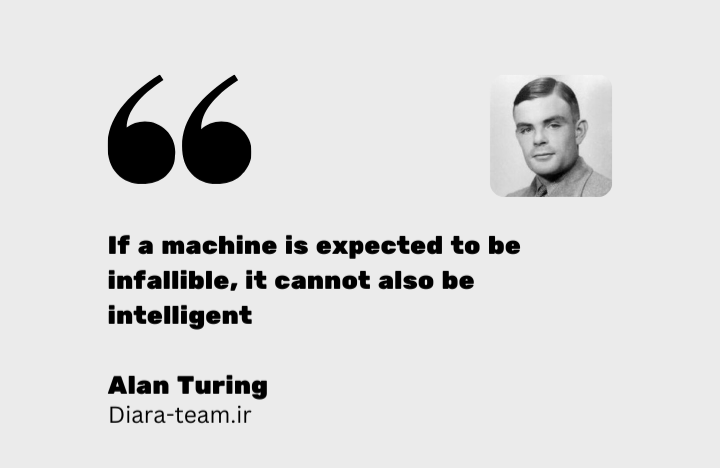 If a machine is expected to be
infallible, it cannot also be
intelligent
Alan Turing
Diara-team.ir